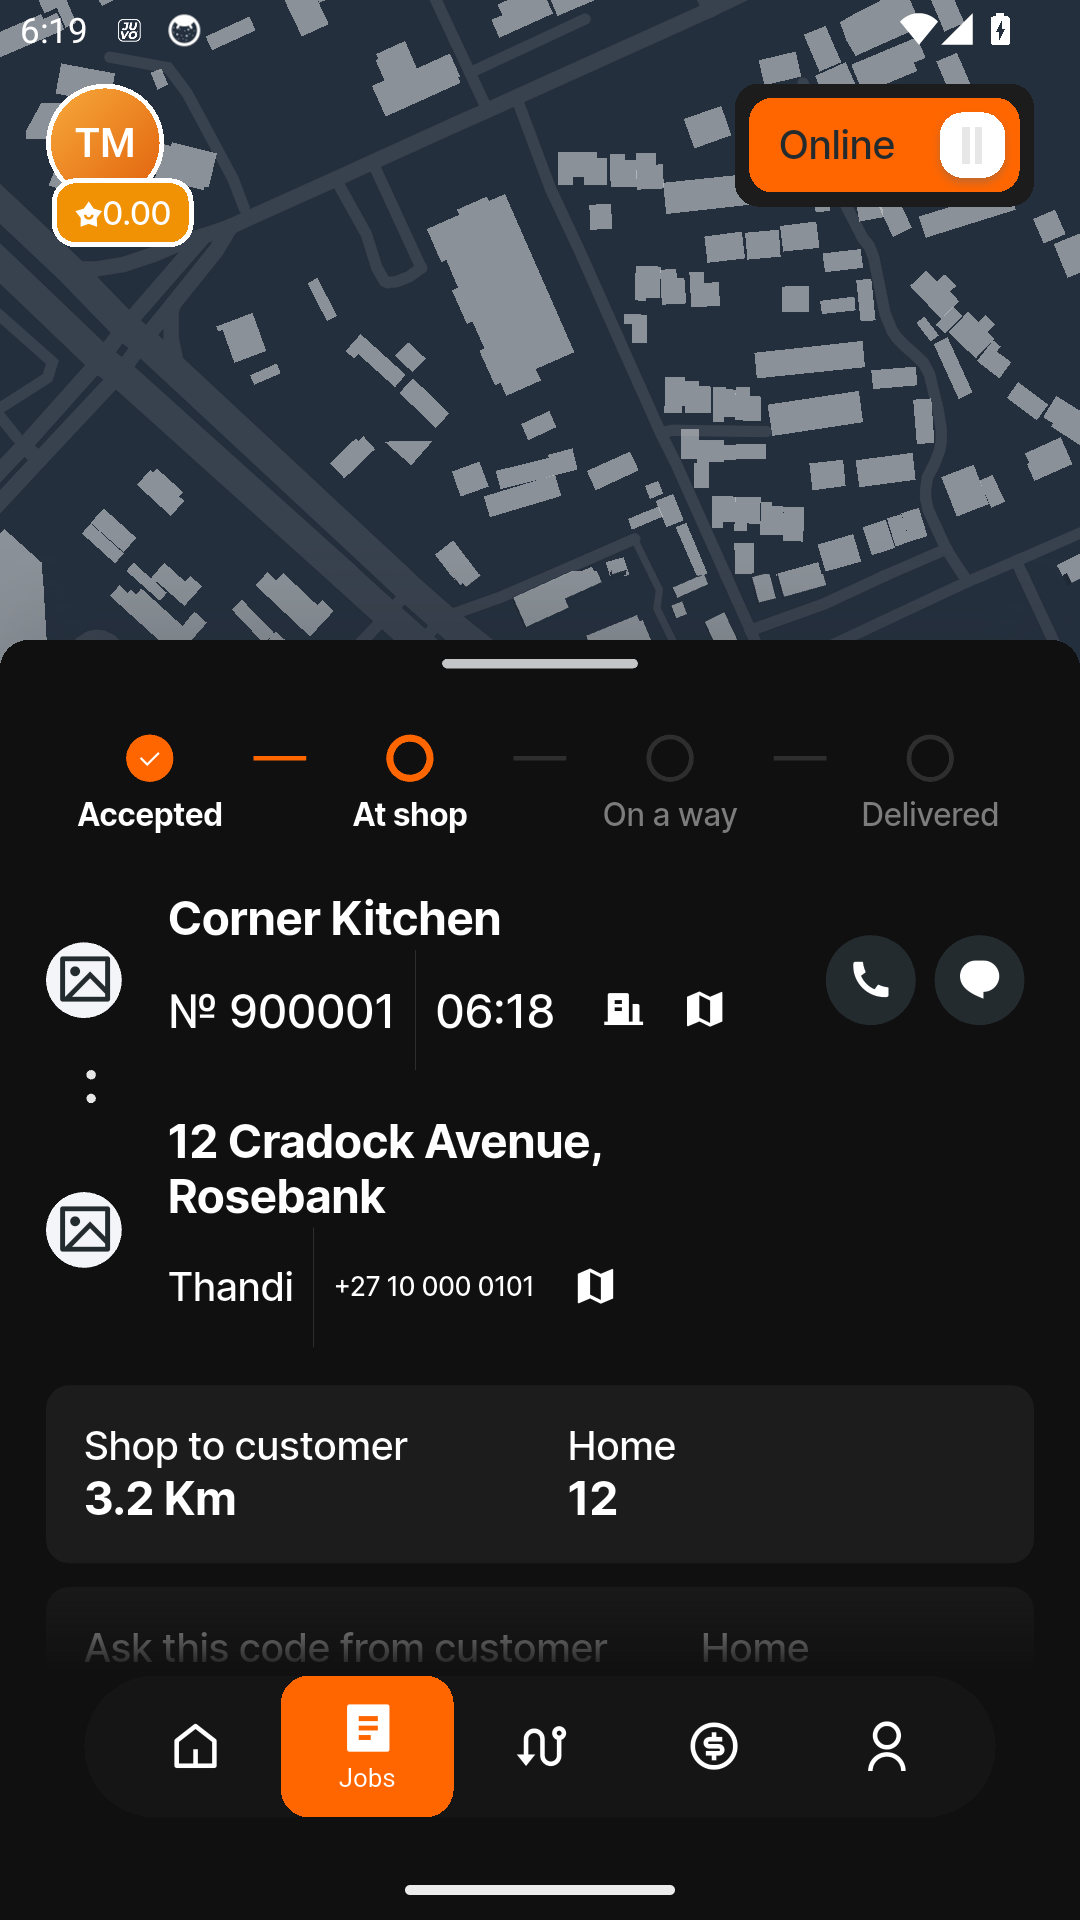 6:19
JUVO
TM
0.00
Online
Accepted
At shop
On a way
Delivered
Corner Kitchen
№ 900001
06:18
12 Cradock Avenue,
Rosebank
Thandi
+27 10 000 0101
Shop to customer
Home
3.2 Km
12
Ask this code from customer
Home
Jobs